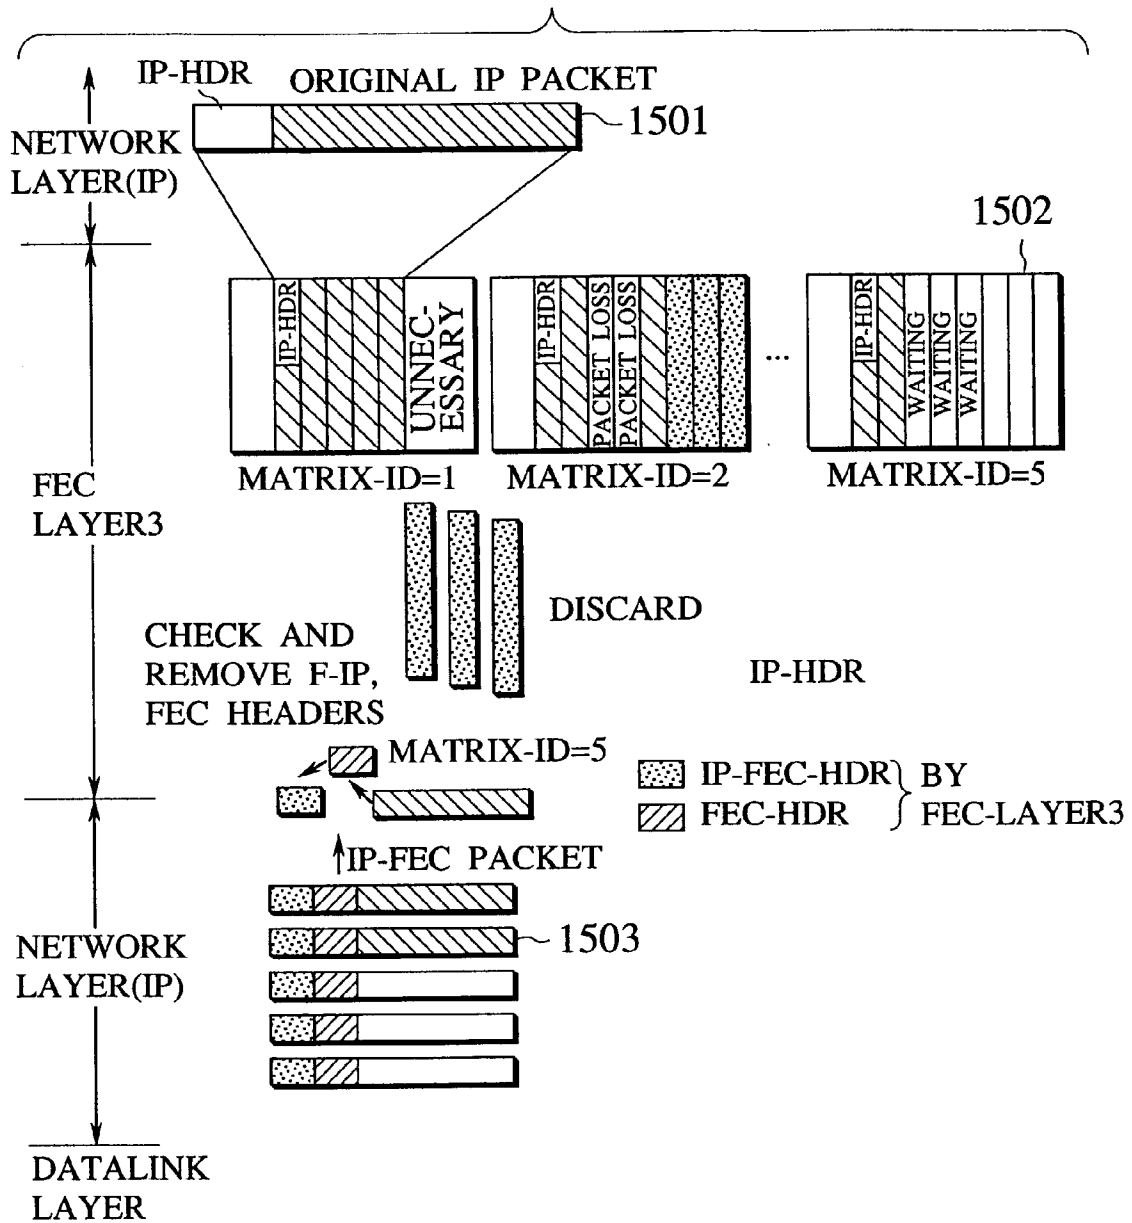 IP-HDR
ORIGINAL IP PACKET
1501
NETWORK
LAYER(IP)
1502
IP-HDR
UNNEC-
ESSARY
IP-HDR
PACKET LOSS
PACKET LOSS
...
IP-HDR
WAITING
WAITING
WAITING
MATRIX-ID=1
MATRIX-ID=2
MATRIX-ID=5
FEC
LAYER3
DISCARD
CHECK AND
REMOVE F-IP,
FEC HEADERS
IP-HDR
MATRIX-ID=5
IP-FEC-HDR
FEC-HDR
BY
FEC-LAYER3
IP-FEC PACKET
1503
NETWORK
LAYER(IP)
DATALINK
LAYER